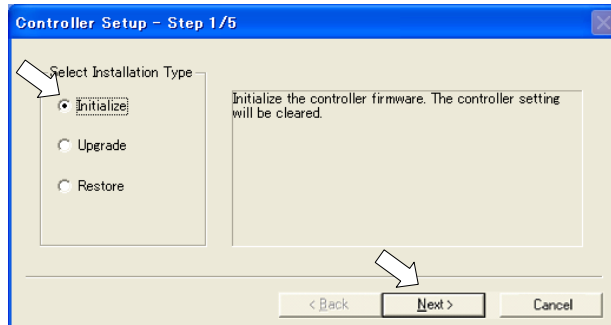 Controller Setup - Step 1/5
Select Installation Type
Initialize
Initialize the controller firmware. The controller setting
will be cleared.
Upgrade
Restore
< Back
Next >
Cancel